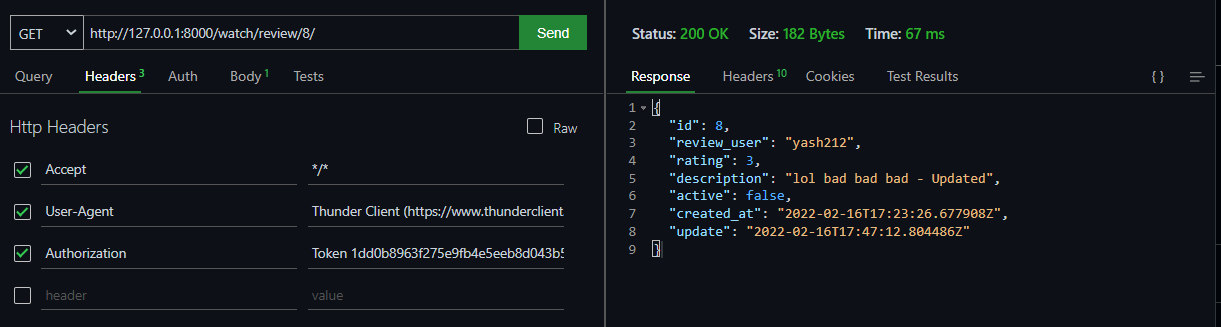 GET http://127.0.0.1:8000/watch/review/8/ Send
Query Headers 3 Auth Body 1 Tests
Http Headers Raw
Accept */*
User-Agent Thunder Client (https://www.thunderclient
Authorization Token 1dd0b8963f275e9fb4e5eeb8d043b5
header value
Status: 200 OK Size: 182 Bytes Time: 67 ms
Response Headers 10 Cookies Test Results { }
1 {
2 "id": 8,
3 "review_user": "yash212",
4 "rating": 3,
5 "description": "lol bad bad bad - Updated",
6 "active": false,
7 "created_at": "2022-02-16T17:23:26.677908Z",
8 "update": "2022-02-16T17:47:12.804486Z"
9 }